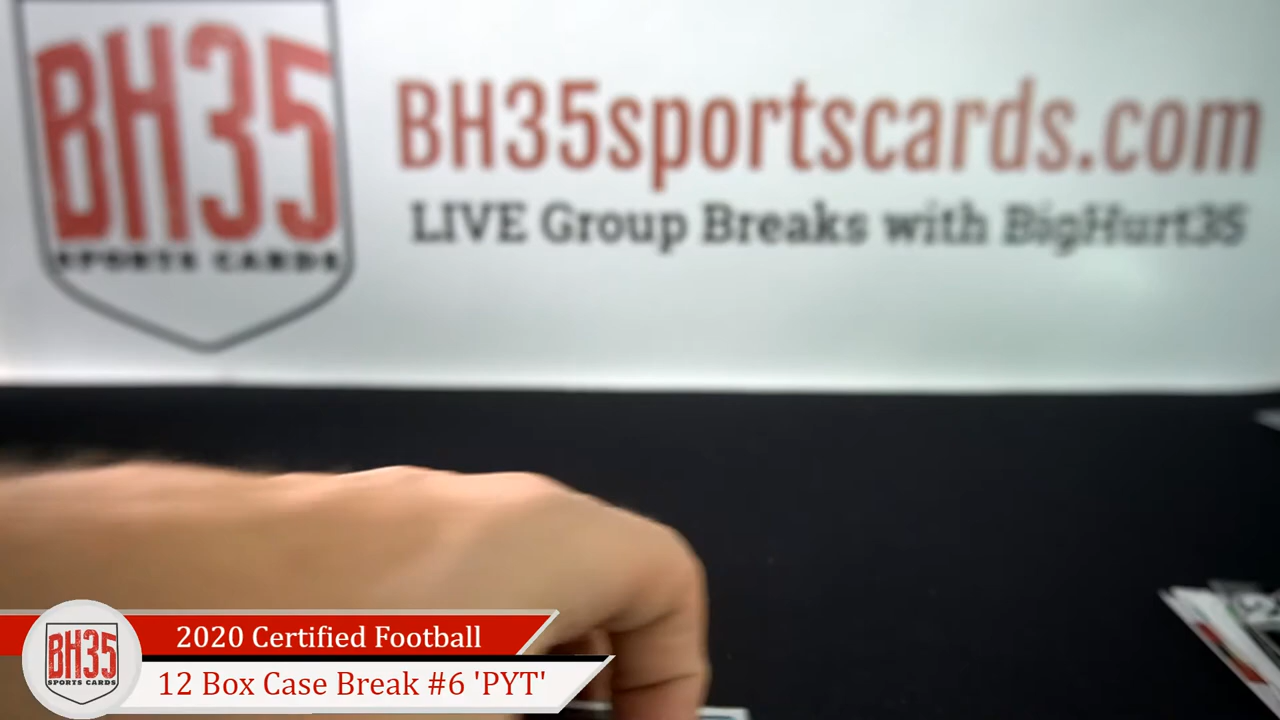 BH35
SPORTS CARDS
BH35sportscards.com
LIVE Group Breaks with BigHurt35
BH35
SPORTS CARDS
2020 Certified Football
12 Box Case Break #6 'PYT'